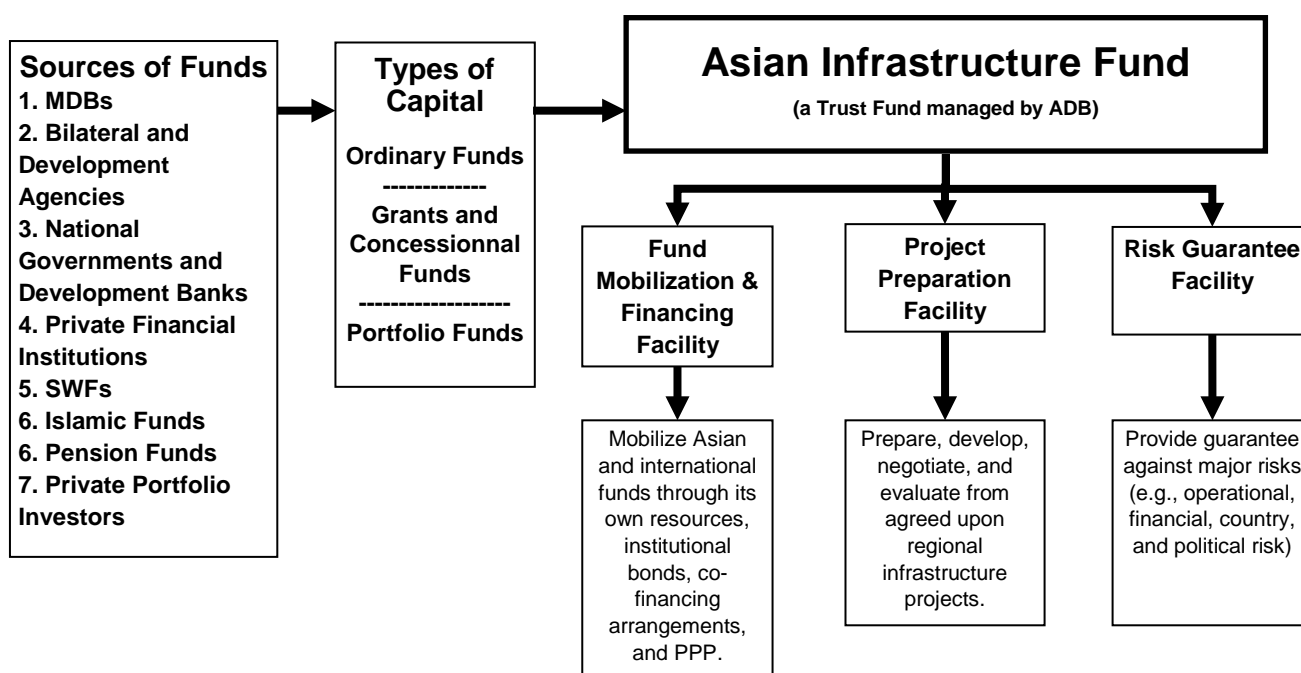 Sources of Funds
1. MDBs
2. Bilateral and
Development
Agencies
3. National
Governments and
Development Banks
4. Private Financial
Institutions
5. SWFs
6. Islamic Funds
6. Pension Funds
7. Private Portfolio
Investors
Types of
Capital
Ordinary Funds
-------------
Grants and
Concessionnal
Funds
-------------------
Portfolio Funds
Asian Infrastructure Fund
(a Trust Fund managed by ADB)
Fund
Mobilization &
Financing
Facility
Project
Preparation
Facility
Risk Guarantee
Facility
Mobilize Asian
and international
funds through its
own resources,
institutional
bonds, co-
financing
arrangements,
and PPP.
Prepare, develop,
negotiate, and
evaluate from
agreed upon
regional
infrastructure
projects.
Provide guarantee
against major risks
(e.g., operational,
financial, country,
and political risk)